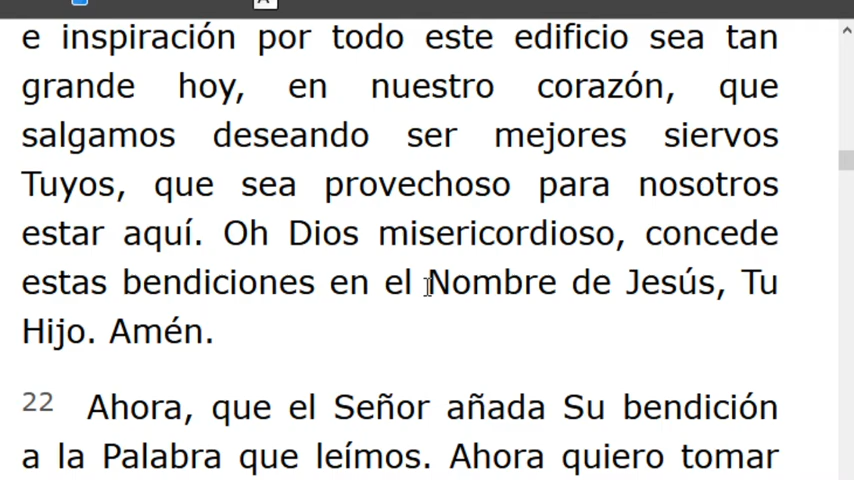 e inspiración por todo este edificio sea tan
grande hoy, en nuestro corazón, que
salgamos deseando ser mejores siervos
Tuyos, que sea provechoso para nosotros
estar aquí. Oh Dios misericordioso, concede
estas bendiciones en el Nombre de Jesús, Tu
Hijo. Amén.
22 Ahora, que el Señor añada Su bendición
a la Palabra que leímos. Ahora quiero tomar